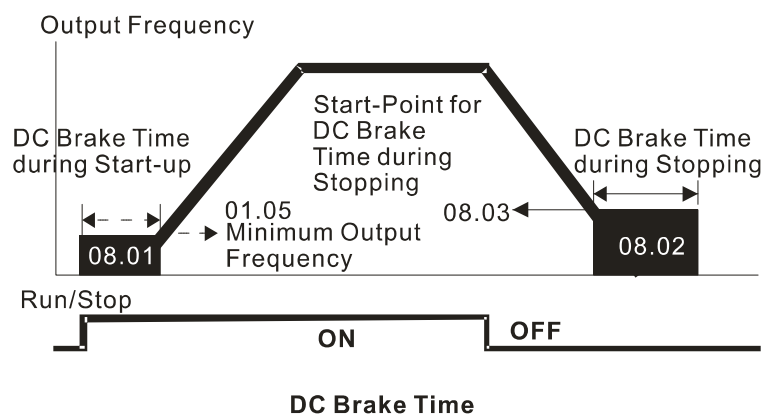 Output Frequency
Start-Point for
DC Brake
Time during
Stopping
DC Brake Time
during Start-up
DC Brake Time
during Stopping
01.05
Minimum Output
Frequency
08.03
08.01
08.02
Run/Stop
ON
OFF
DC Brake Time